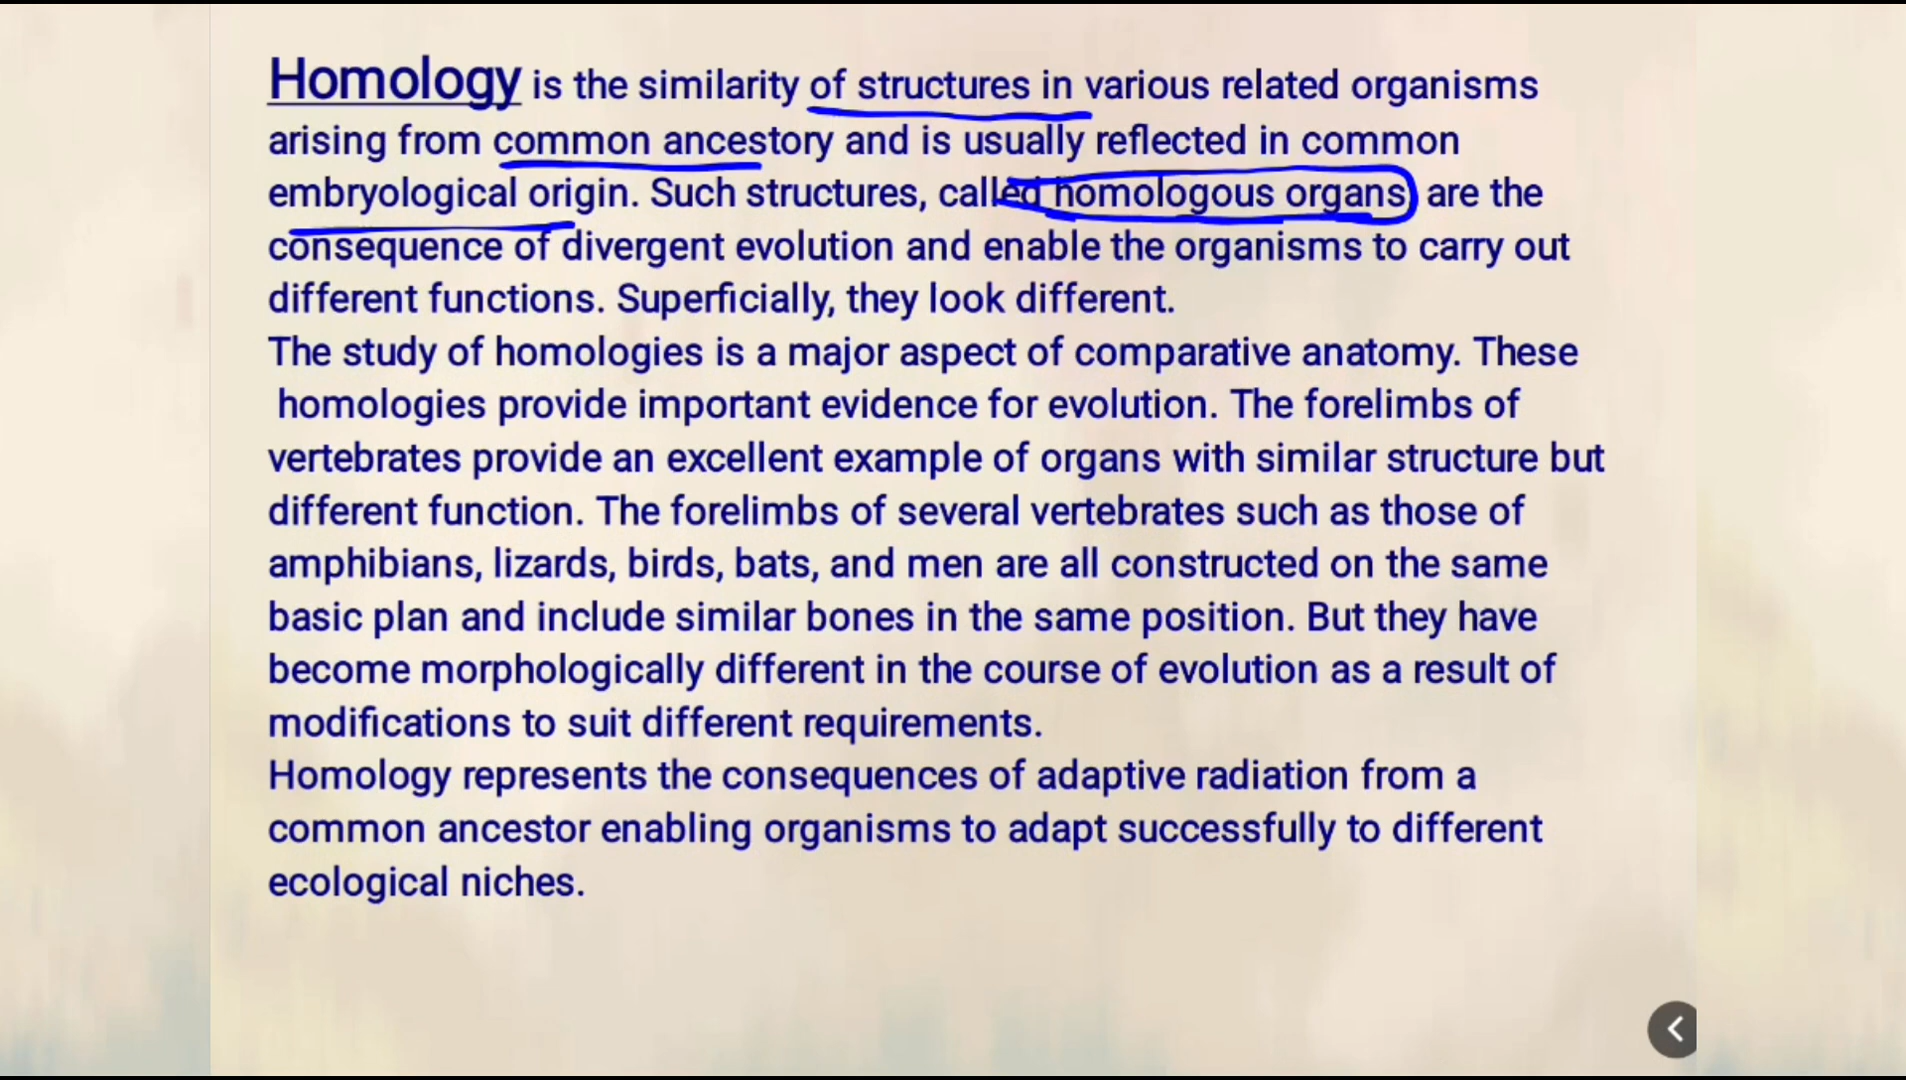 Homology is the similarity of structures in various related organisms
arising from common ancestory and is usually reflected in common
embryological origin. Such structures, called homologous organs, are the
consequence of divergent evolution and enable the organisms to carry out
different functions. Superficially, they look different.
The study of homologies is a major aspect of comparative anatomy. These
homologies provide important evidence for evolution. The forelimbs of
vertebrates provide an excellent example of organs with similar structure but
different function. The forelimbs of several vertebrates such as those of
amphibians, lizards, birds, bats, and men are all constructed on the same
basic plan and include similar bones in the same position. But they have
become morphologically different in the course of evolution as a result of
modifications to suit different requirements.
Homology represents the consequences of adaptive radiation from a
common ancestor enabling organisms to adapt successfully to different
ecological niches.